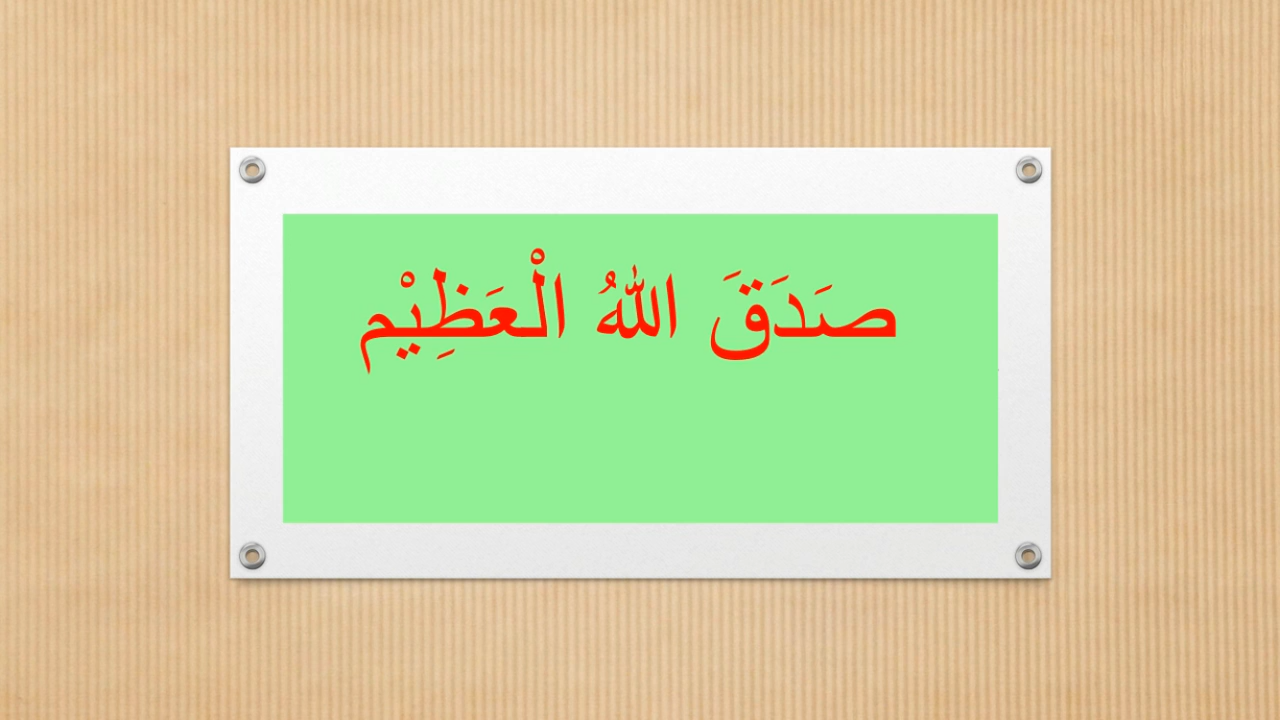 صَدَقَ اللهُ الْعَظِيْم